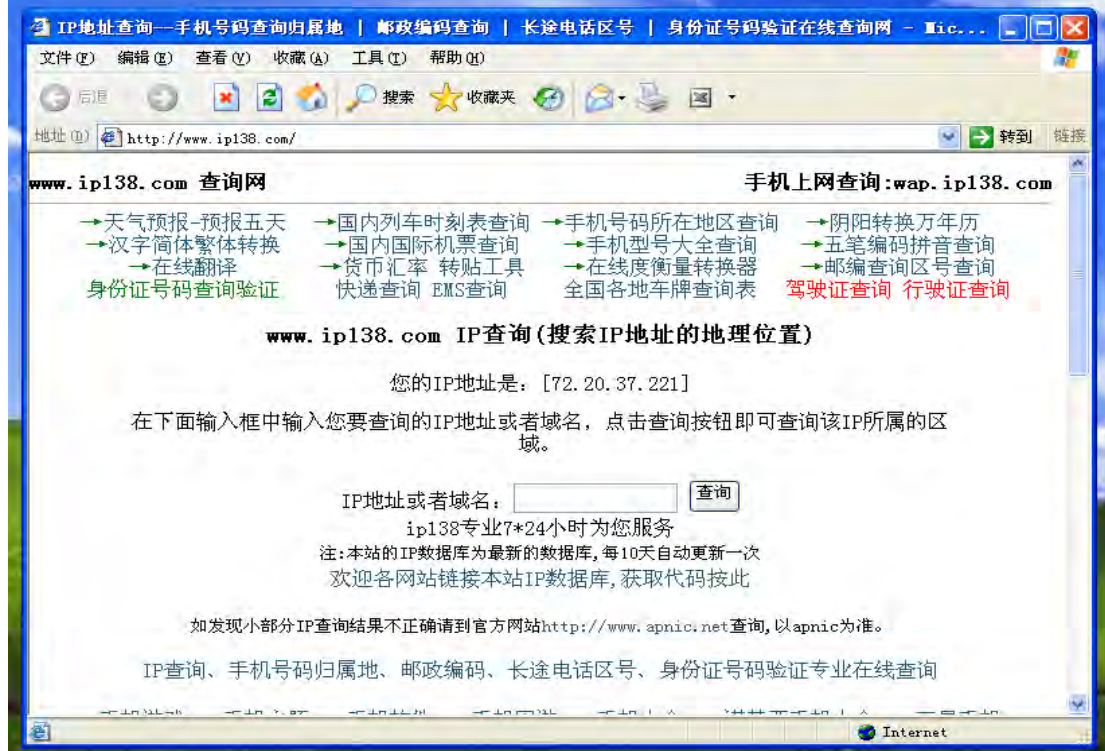 IP地址查询--手机号码查询归属地 | 邮政编码查询 | 长途电话区号 | 身份证号码验证在线查询网 - Mic...
文件(F) 编辑(E) 查看(V) 收藏(A) 工具(T) 帮助(H)
后退 搜索 收藏夹
地址(D) http://www.ip138.com/ 转到 链接
www.ip138.com 查询网 手机上网查询:wap.ip138.com
→天气预报-预报五天 →国内列车时刻表查询 →手机号码所在地区查询 →阴阳转换万年历
→汉字简体繁体转换 →国内国际机票查询 →手机型号大全查询 →五笔编码拼音查询
→在线翻译 →货币汇率 转贴工具 →在线度衡量转换器 →邮编查询区号查询
身份证号码查询验证 快递查询 EMS查询 全国各地车牌查询表 驾驶证查询 行驶证查询
www.ip138.com IP查询(搜索IP地址的地理位置)
您的IP地址是：[72.20.37.221]
在下面输入框中输入您要查询的IP地址或者域名，点击查询按钮即可查询该IP所属的区
域。
IP地址或者域名： 查询
ip138专业7*24小时为您服务
注:本站的IP数据库为最新的数据库,每10天自动更新一次
欢迎各网站链接本站IP数据库,获取代码按此
如发现小部分IP查询结果不正确请到官方网站http://www.apnic.net查询,以apnic为准。
IP查询、手机号码归属地、邮政编码、长途电话区号、身份证号码验证专业在线查询
Internet